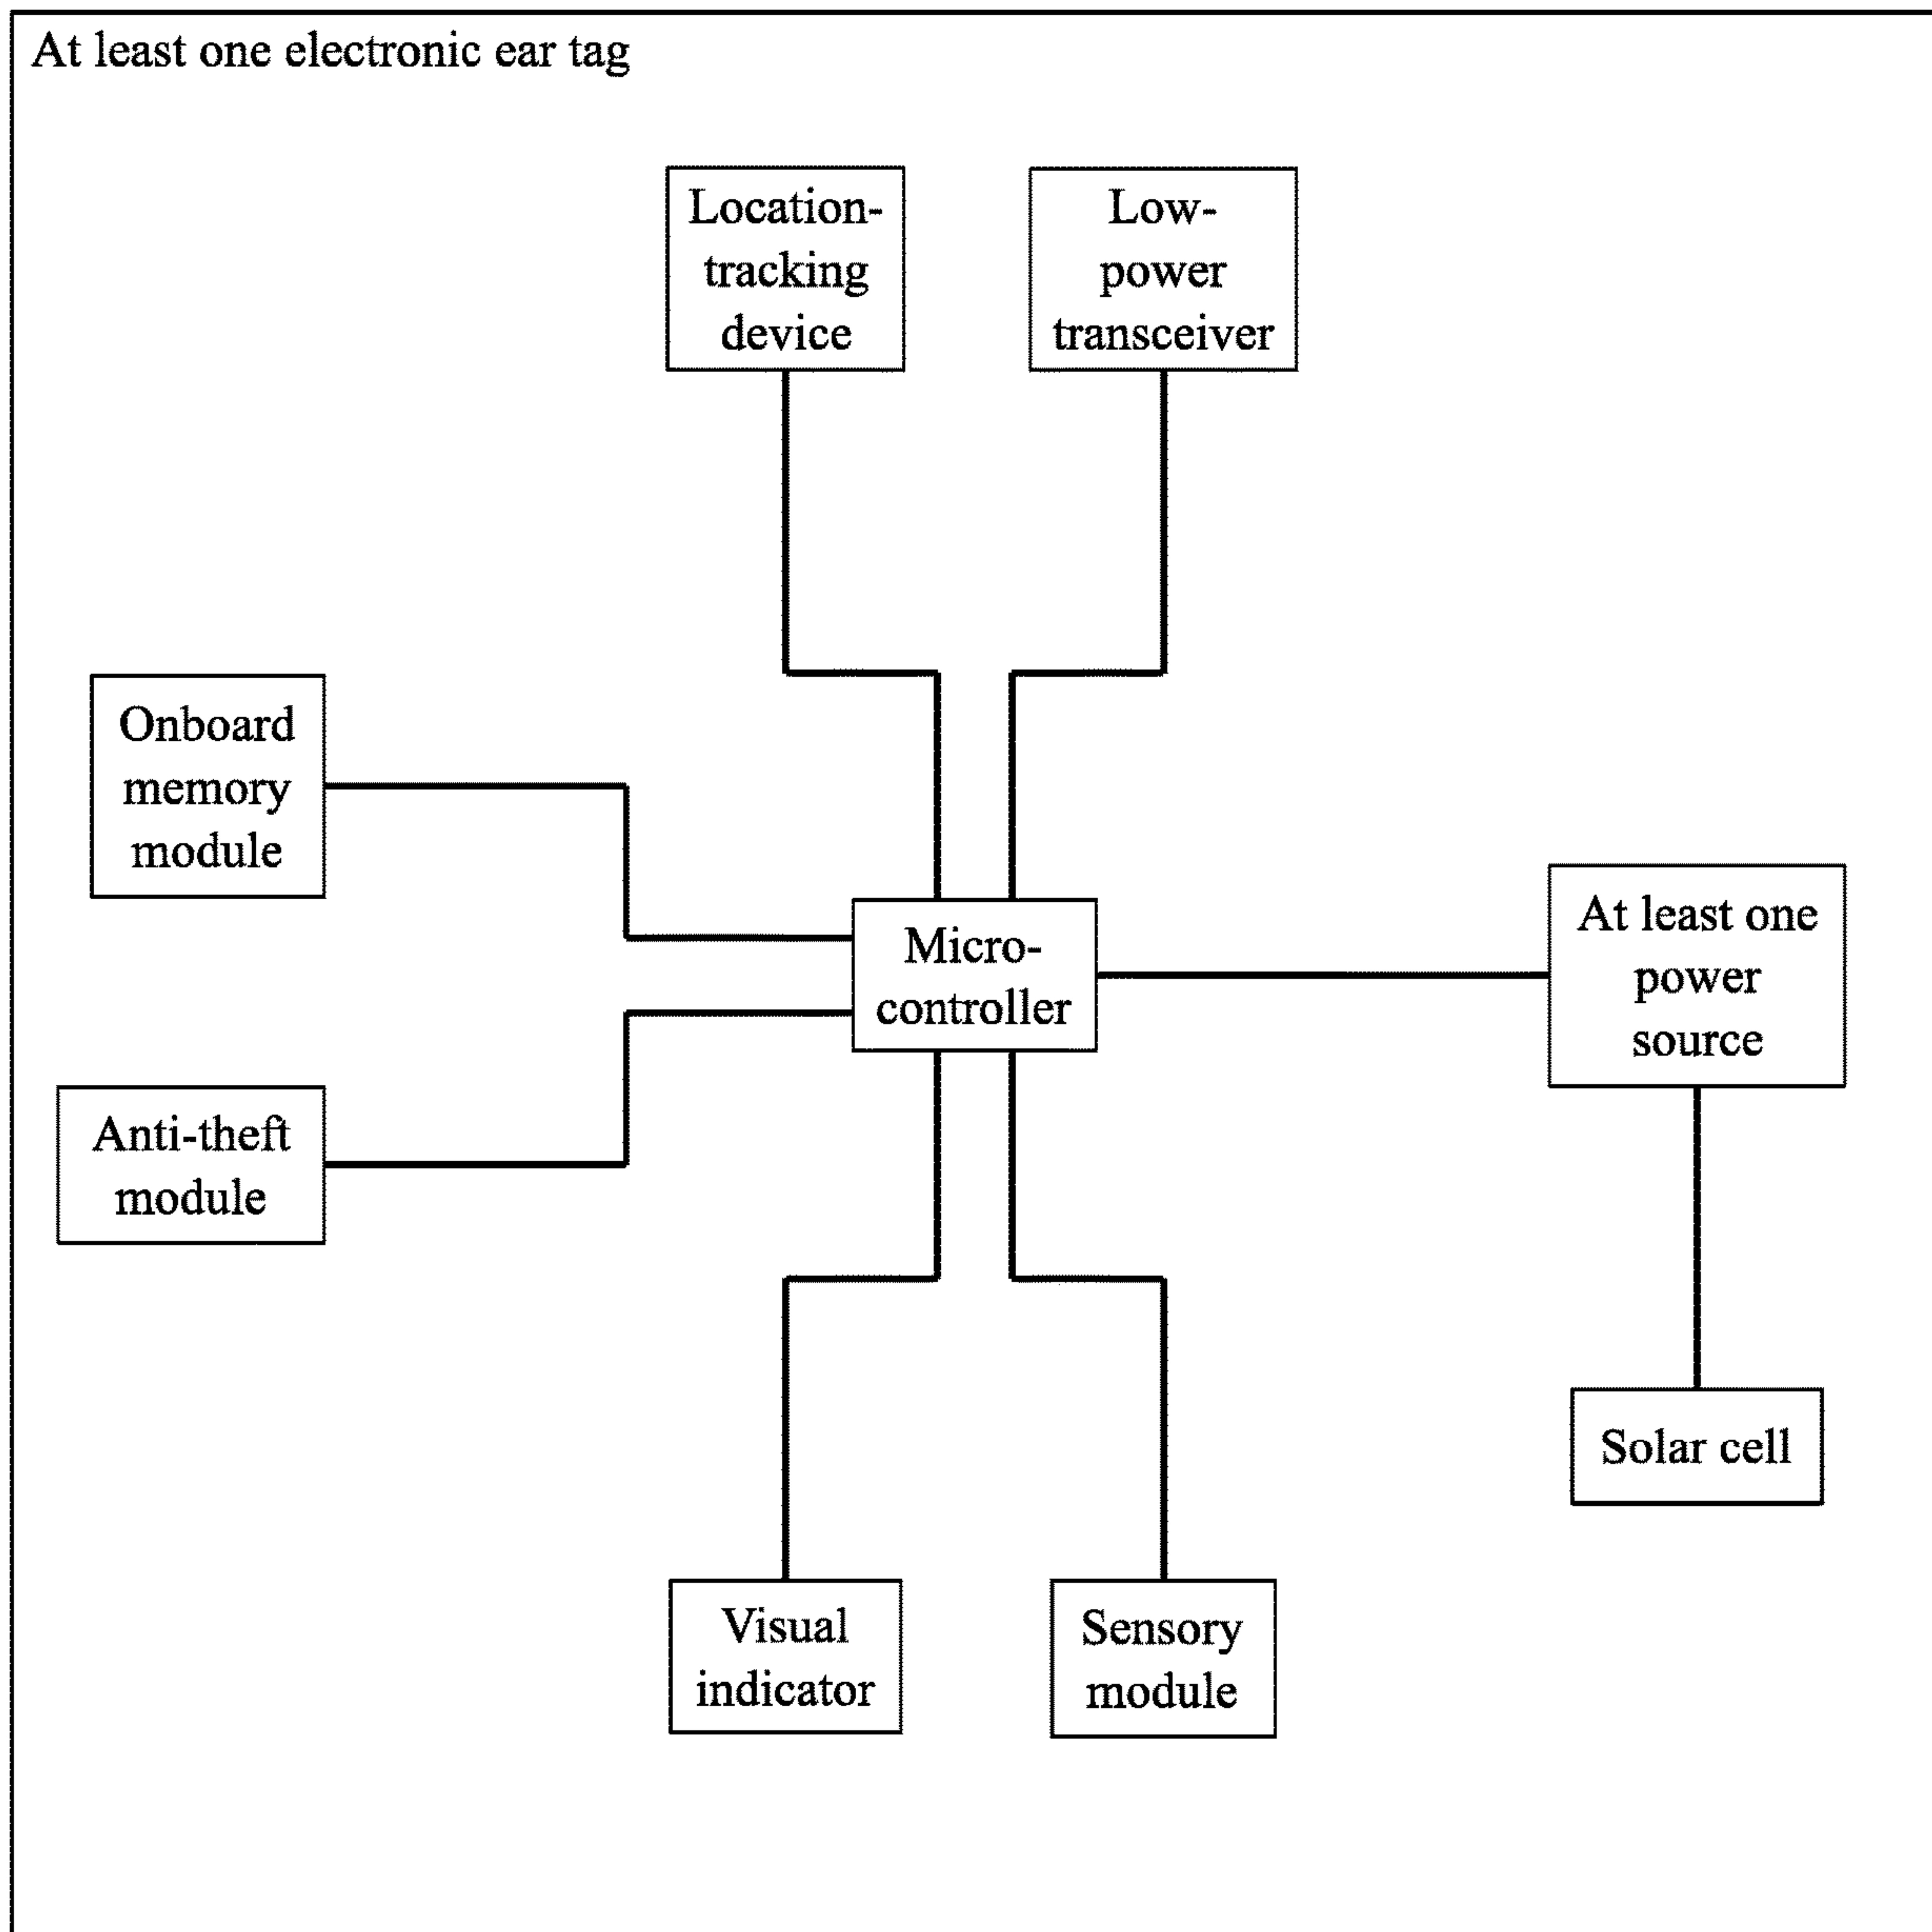 At least one electronic ear tag
Location-
tracking
device
Low-
power
transceiver
Onboard
memory
module
Micro-
controller
At least one
power
source
Anti-theft
module
Solar cell
Visual
indicator
Sensory
module